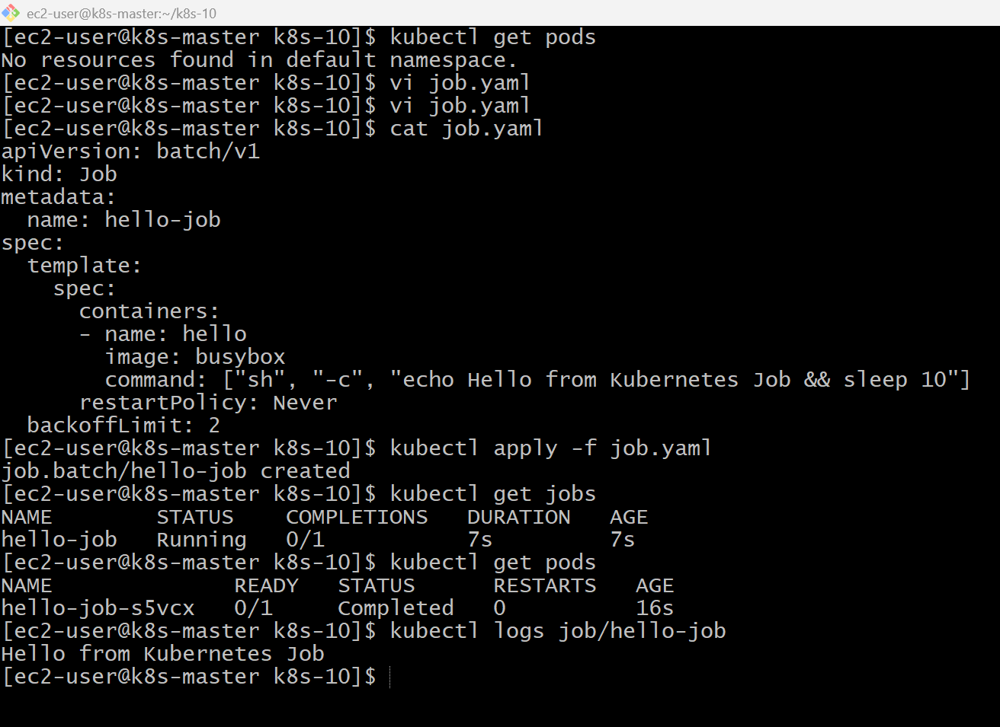 ec2-user@k8s-master:~/k8s-10
[ec2-user@k8s-master k8s-10]$ kubectl get pods
No resources found in default namespace.
[ec2-user@k8s-master k8s-10]$ vi job.yaml
[ec2-user@k8s-master k8s-10]$ vi job.yaml
[ec2-user@k8s-master k8s-10]$ cat job.yaml
apiVersion: batch/v1
kind: Job
metadata:
  name: hello-job
spec:
  template:
    spec:
      containers:
      - name: hello
        image: busybox
        command: ["sh", "-c", "echo Hello from Kubernetes Job && sleep 10"]
      restartPolicy: Never
  backoffLimit: 2
[ec2-user@k8s-master k8s-10]$ kubectl apply -f job.yaml
job.batch/hello-job created
[ec2-user@k8s-master k8s-10]$ kubectl get jobs
NAME        STATUS    COMPLETIONS   DURATION   AGE
hello-job   Running   0/1           7s         7s
[ec2-user@k8s-master k8s-10]$ kubectl get pods
NAME              READY   STATUS      RESTARTS   AGE
hello-job-s5vcx   0/1     Completed   0          16s
[ec2-user@k8s-master k8s-10]$ kubectl logs job/hello-job
Hello from Kubernetes Job
[ec2-user@k8s-master k8s-10]$